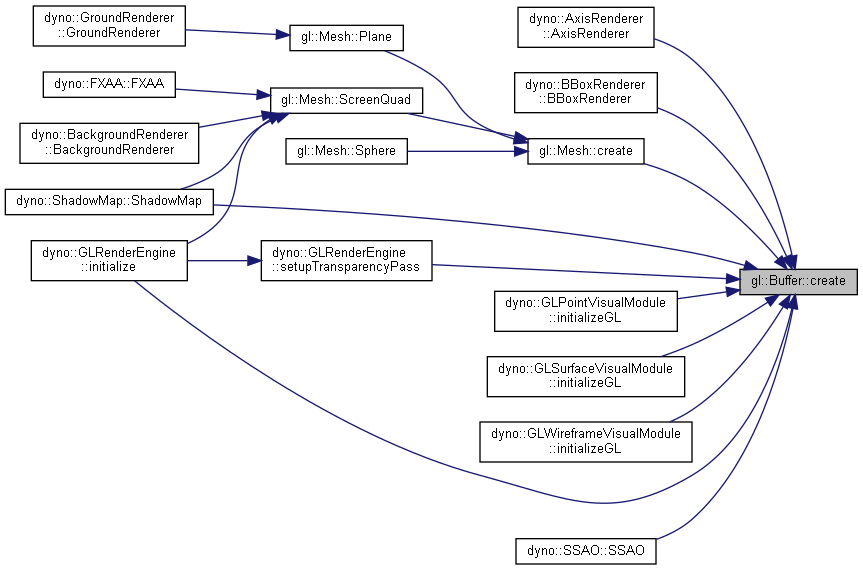 dyno::GroundRenderer
::GroundRenderer
gl::Mesh::Plane
dyno::AxisRenderer
::AxisRenderer
dyno::FXAA::FXAA
gl::Mesh::ScreenQuad
dyno::BBoxRenderer
::BBoxRenderer
dyno::BackgroundRenderer
::BackgroundRenderer
gl::Mesh::Sphere
gl::Mesh::create
dyno::ShadowMap::ShadowMap
dyno::GLRenderEngine
::initialize
dyno::GLRenderEngine
::setupTransparencyPass
gl::Buffer::create
dyno::GLPointVisualModule
::initializeGL
dyno::GLSurfaceVisualModule
::initializeGL
dyno::GLWireframeVisualModule
::initializeGL
dyno::SSAO::SSAO